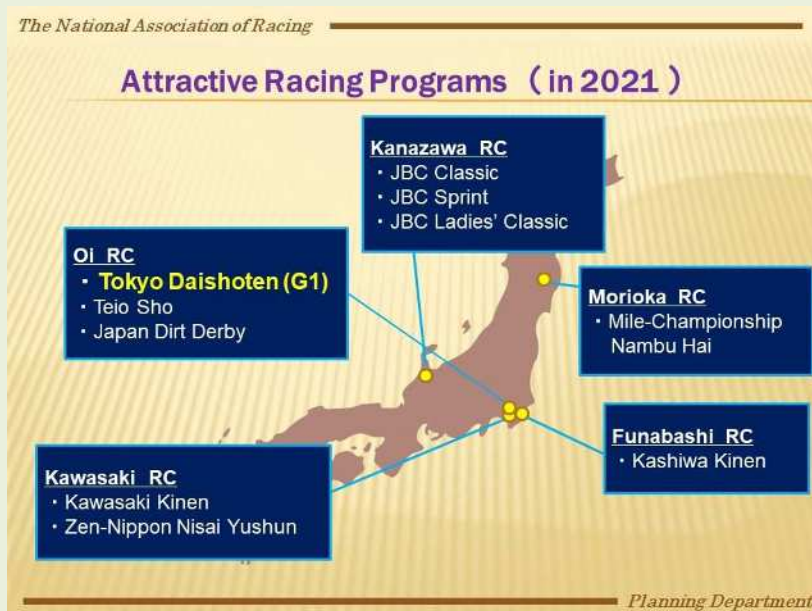 The National Association of Racing
Attractive Racing Programs ( in 2021 )
Kanazawa RC
・JBC Classic
・JBC Sprint
・JBC Ladies' Classic
Oi RC
・Tokyo Daishoten (G1)
・Teio Sho
・Japan Dirt Derby
Morioka RC
・Mile-Championship
Nambu Hai
Funabashi RC
・Kashiwa Kinen
Kawasaki RC
・Kawasaki Kinen
・Zen-Nippon Nisai Yushun
Planning Department